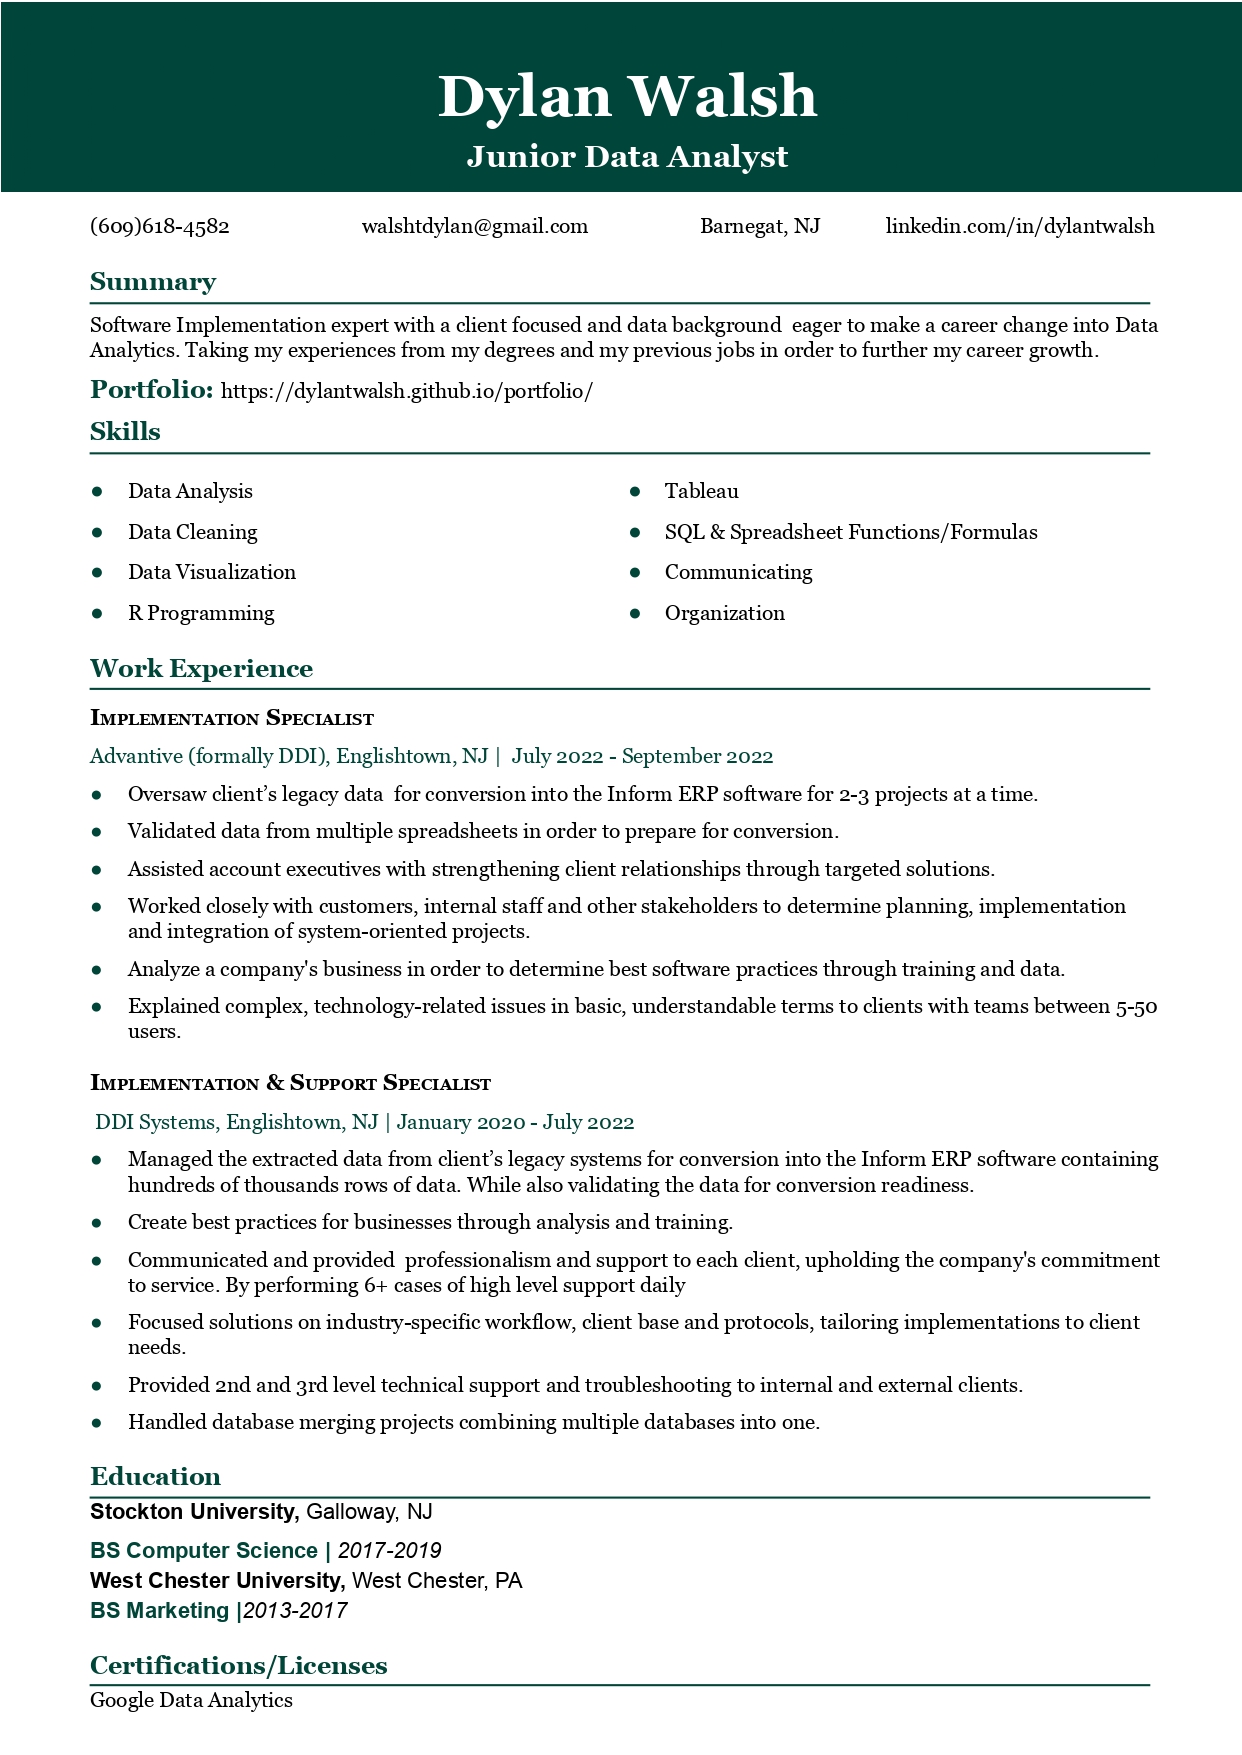 Dylan Walsh
Junior Data Analyst
(609)618-4582 walshtdylan@gmail.com Barnegat, NJ linkedin.com/in/dylantwalsh
Summary
Software Implementation expert with a client focused and data background  eager to make a career change into Data
Analytics. Taking my experiences from my degrees and my previous jobs in order to further my career growth.
Portfolio: https://dylantwalsh.github.io/portfolio/
Skills
● Data Analysis
● Data Cleaning
● Data Visualization
● R Programming
● Tableau
● SQL & Spreadsheet Functions/Formulas
● Communicating
● Organization
Work Experience
Implementation Specialist
Advantive (formally DDI), Englishtown, NJ |  July 2022 - September 2022
● Oversaw client’s legacy data  for conversion into the Inform ERP software for 2-3 projects at a time.
● Validated data from multiple spreadsheets in order to prepare for conversion.
● Assisted account executives with strengthening client relationships through targeted solutions.
● Worked closely with customers, internal staff and other stakeholders to determine planning, implementation
and integration of system-oriented projects.
● Analyze a company's business in order to determine best software practices through training and data.
● Explained complex, technology-related issues in basic, understandable terms to clients with teams between 5-50
users.
Implementation & Support Specialist
DDI Systems, Englishtown, NJ | January 2020 - July 2022
● Managed the extracted data from client’s legacy systems for conversion into the Inform ERP software containing
hundreds of thousands rows of data. While also validating the data for conversion readiness.
● Create best practices for businesses through analysis and training.
● Communicated and provided  professionalism and support to each client, upholding the company's commitment
to service. By performing 6+ cases of high level support daily
● Focused solutions on industry-specific workflow, client base and protocols, tailoring implementations to client
needs.
● Provided 2nd and 3rd level technical support and troubleshooting to internal and external clients.
● Handled database merging projects combining multiple databases into one.
Education
Stockton University, Galloway, NJ
BS Computer Science | 2017-2019
West Chester University, West Chester, PA
BS Marketing |2013-2017
Certifications/Licenses
Google Data Analytics